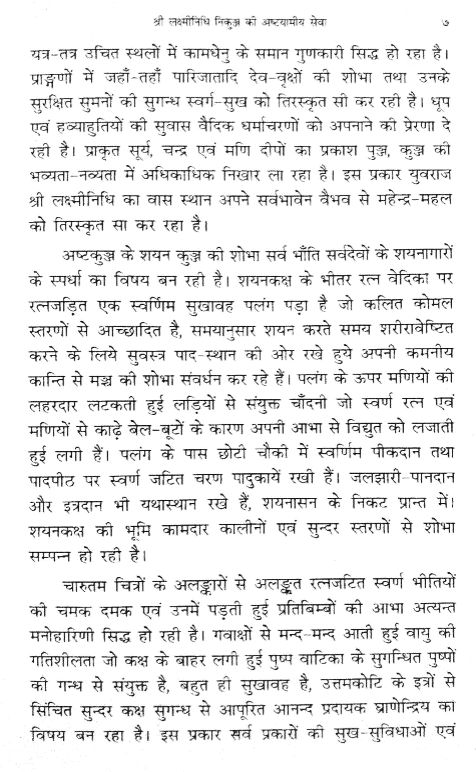 श्री लक्ष्मीनिधि निकुञ्ज की अष्टयामीय सेवा ७
यत्र-तत्र उचित स्थलों में कामधेनु के समान गुणकारी सिद्ध हो रहा है।
प्राङ्गणों में जहाँ-तहाँ पारिजातादि देव-वृक्षों की शोभा तथा उनके
सुरक्षित सुमनों की सुगन्ध स्वर्ग-सुख को तिरस्कृत सी कर रही है। धूप
एवं हव्याहुतियों की सुवास वैदिक धर्माचरणों को अपनाने की प्रेरणा दे
रही है। प्राकृत सूर्य, चन्द्र एवं मणि दीपों का प्रकाश पुञ्ज, कुञ्ज की
भव्यता-नव्यता में अधिकाधिक निखार ला रहा है। इस प्रकार युवराज
श्री लक्ष्मीनिधि का वास स्थान अपने सर्वभावेन वैभव से महेन्द्र-महल
को तिरस्कृत सा कर रहा है।
अष्टकुञ्ज के शयन कुञ्ज की शोभा सर्व भाँति सर्वदेवों के शयनागारों
के स्पर्धा का विषय बन रही है। शयनकक्ष के भीतर रत्न वेदिका पर
रत्नजड़ित एक स्वर्णिम सुखावह पलंग पड़ा है जो कलित कोमल
स्तरणों से आच्छादित है, समयानुसार शयन करते समय शरीरावेष्टित
करने के लिये सुवस्त्र पाद-स्थान की ओर रखे हुये अपनी कमनीय
कान्ति से मञ्च की शोभा संवर्धन कर रहे हैं। पलंग के ऊपर मणियों की
लहरदार लटकती हुई लड़ियों से संयुक्त चाँदनी जो स्वर्ण रत्न एवं
मणियों से काढ़े बेल-बूटों के कारण अपनी आभा से विद्युत को लजाती
हुई लगी हैं। पलंग के पास छोटी चौकी में स्वर्णिम पीकदान तथा
पादपीठ पर स्वर्ण जटित चरण पादुकायें रखी हैं। जलझारी-पानदान
और इत्रदान भी यथास्थान रखे हैं, शयनासन के निकट प्रान्त में।
शयनकक्ष की भूमि कामदार कालीनों एवं सुन्दर स्तरणों से शोभा
सम्पन्न हो रही है।
चारुतम चित्रों के अलङ्कारों से अलङ्कृत रत्नजटित स्वर्ण भीतियों
की चमक दमक एवं उनमें पड़ती हुई प्रतिबिम्बों की आभा अत्यन्त
मनोहारिणी सिद्ध हो रही है। गवाक्षों से मन्द-मन्द आती हुई वायु की
गतिशीलता जो कक्ष के बाहर लगी हुई पुष्प वाटिका के सुगन्धित पुष्पों
की गन्ध से संयुक्त है, बहुत ही सुखावह है, उत्तमकोटि के इत्रों से
सिंचित सुन्दर कक्ष सुगन्ध से आपूरित आनन्द प्रदायक घ्राणेन्द्रिय का
विषय बन रहा है। इस प्रकार सर्व प्रकारों की सुख-सुविधाओं एवं